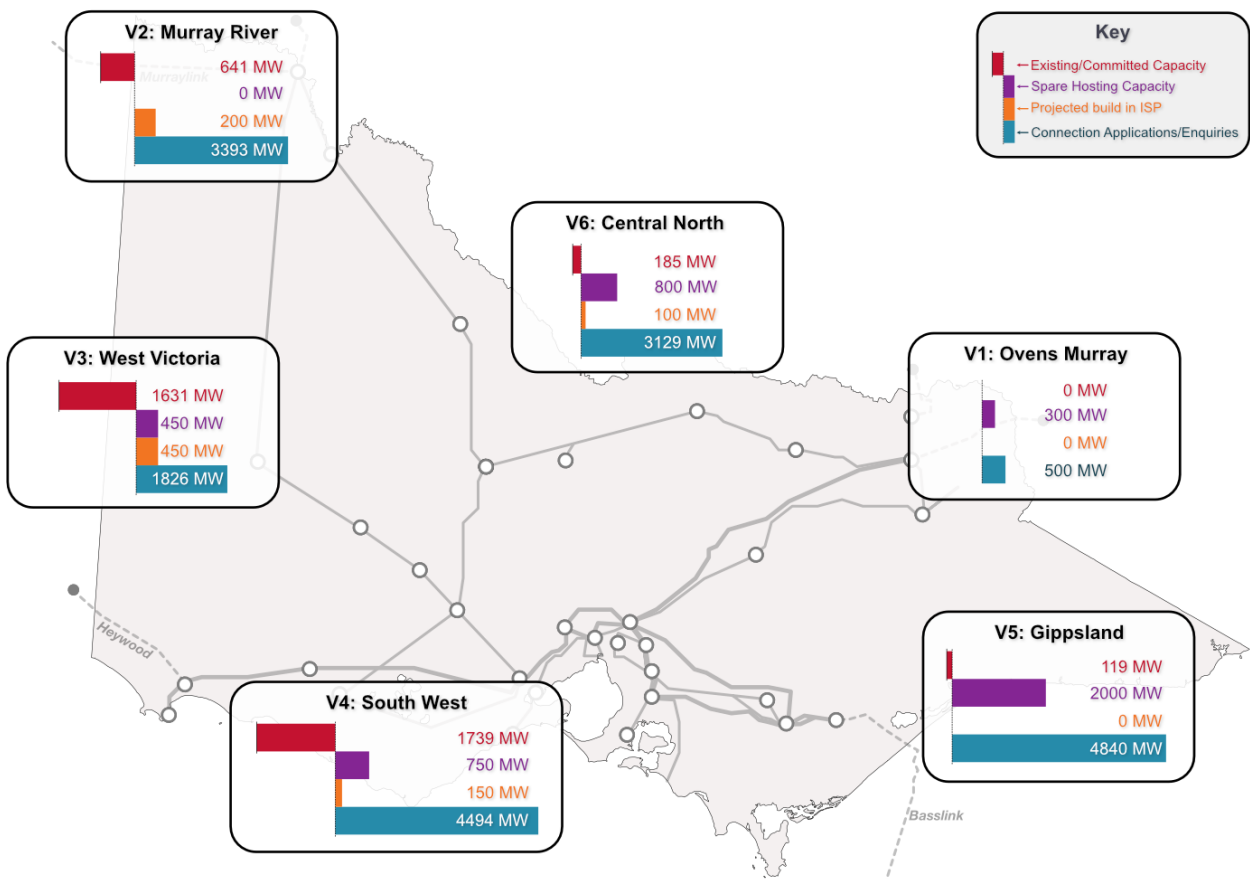 V2: Murray River
641 MW
Murraylink
0 MW
200 MW
3393 MW
Key
←Existing/Committed Capacity
←Spare Hosting Capacity
←Projected build in ISP
←Connection Applications/Enquiries
V6: Central North
185 MW
800 MW
100 MW
3129 MW
V3: West Victoria
1631 MW
450 MW
450 MW
1826 MW
V1: Ovens Murray
0 MW
300 MW
0 MW
500 MW
Heywood
V5: Gippsland
119 MW
2000 MW
0 MW
4840 MW
V4: South West
1739 MW
750 MW
150 MW
4494 MW
Basslink